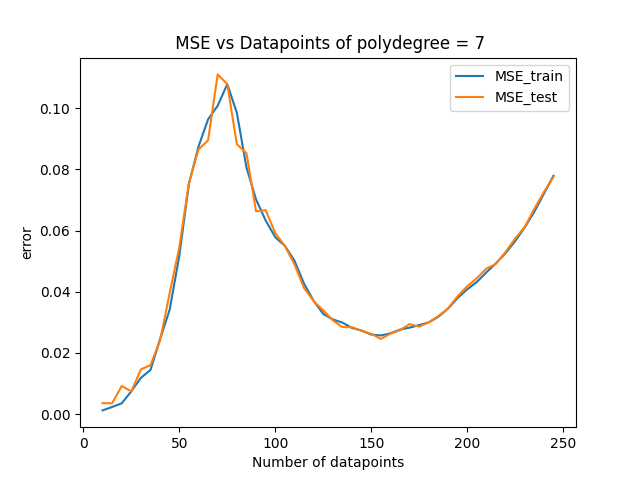 MSE vs Datapoints of polydegree = 7
MSE_train
MSE_test
0.10
0.08
0.06
0.04
0.02
0.00
error
0
50
100
150
200
250
Number of datapoints